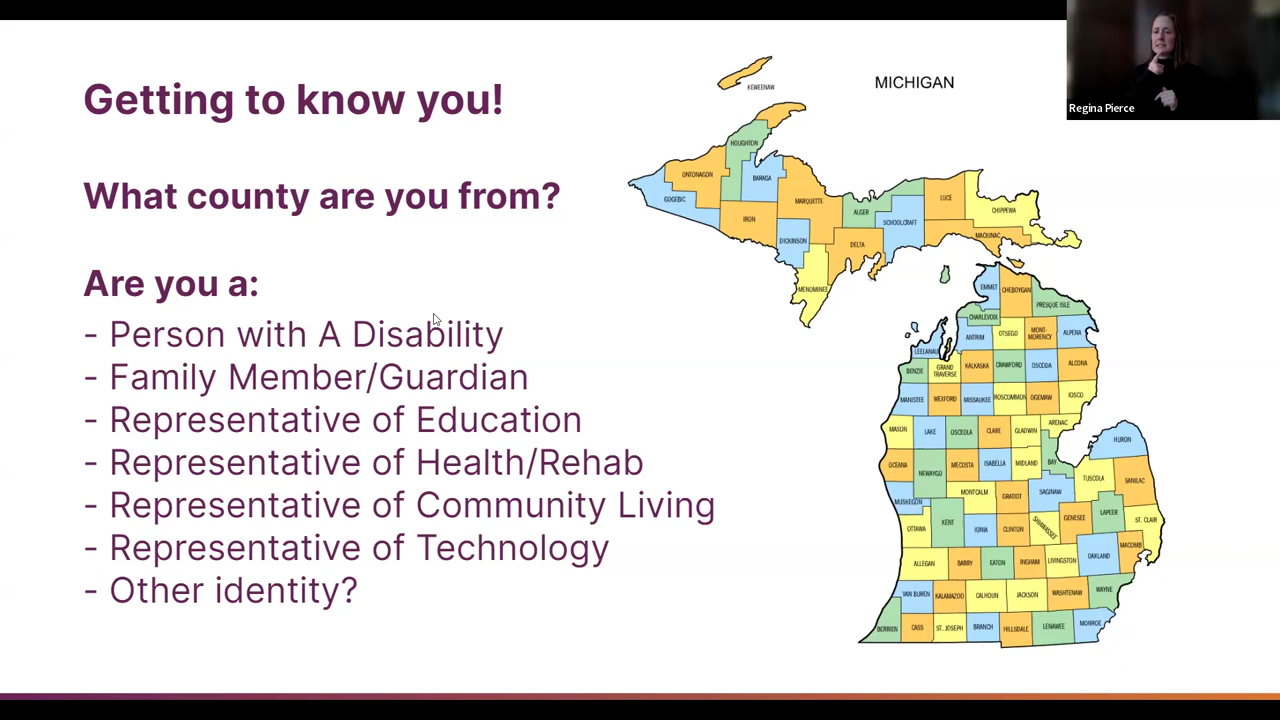 Getting to know you!
What county are you from?
Are you a:
- Person with A Disability
- Family Member/Guardian
- Representative of Education
- Representative of Health/Rehab
- Representative of Community Living
- Representative of Technology
- Other identity?
MICHIGAN
Regina Pierce
KEWEENAW
HOUGHTON
ONTONAGON
BARAGA
GOGEBIC
MARQUETTE
LUCE
CHIPPEWA
ALGER
IRON
SCHOOLCRAFT
DICKINSON
DELTA
MACKINAC
MENOMINEE
EMMET
CHEBOYGAN
PRESQUE ISLE
CHARLEVOIX
ANTRIM
OTSEGO
MONT-
MORENCY
ALPENA
LEELANAU
BENZIE
GRAND
TRAVERSE
KALKASKA
CRAWFORD
OSCODA
ALCONA
MANISTEE
WEXFORD
MISSAUKEE
ROSCOMMON
OGEMAW
IOSCO
MASON
LAKE
OSCEOLA
CLARE
GLADWIN
ARENAC
HURON
OCEANA
NEWAYGO
MECOSTA
ISABELLA
MIDLAND
BAY
TUSCOLA
SANILAC
MUSKEGON
MONTCALM
GRATIOT
SAGINAW
OTTAWA
KENT
IONIA
CLINTON
SHIAWASSEE
GENESEE
LAPEER
ST. CLAIR
ALLEGAN
BARRY
EATON
INGHAM
LIVINGSTON
OAKLAND
MACOMB
VAN BUREN
KALAMAZOO
CALHOUN
JACKSON
WASHTENAW
WAYNE
BERRIEN
CASS
ST. JOSEPH
BRANCH
HILLSDALE
LENAWEE
MONROE